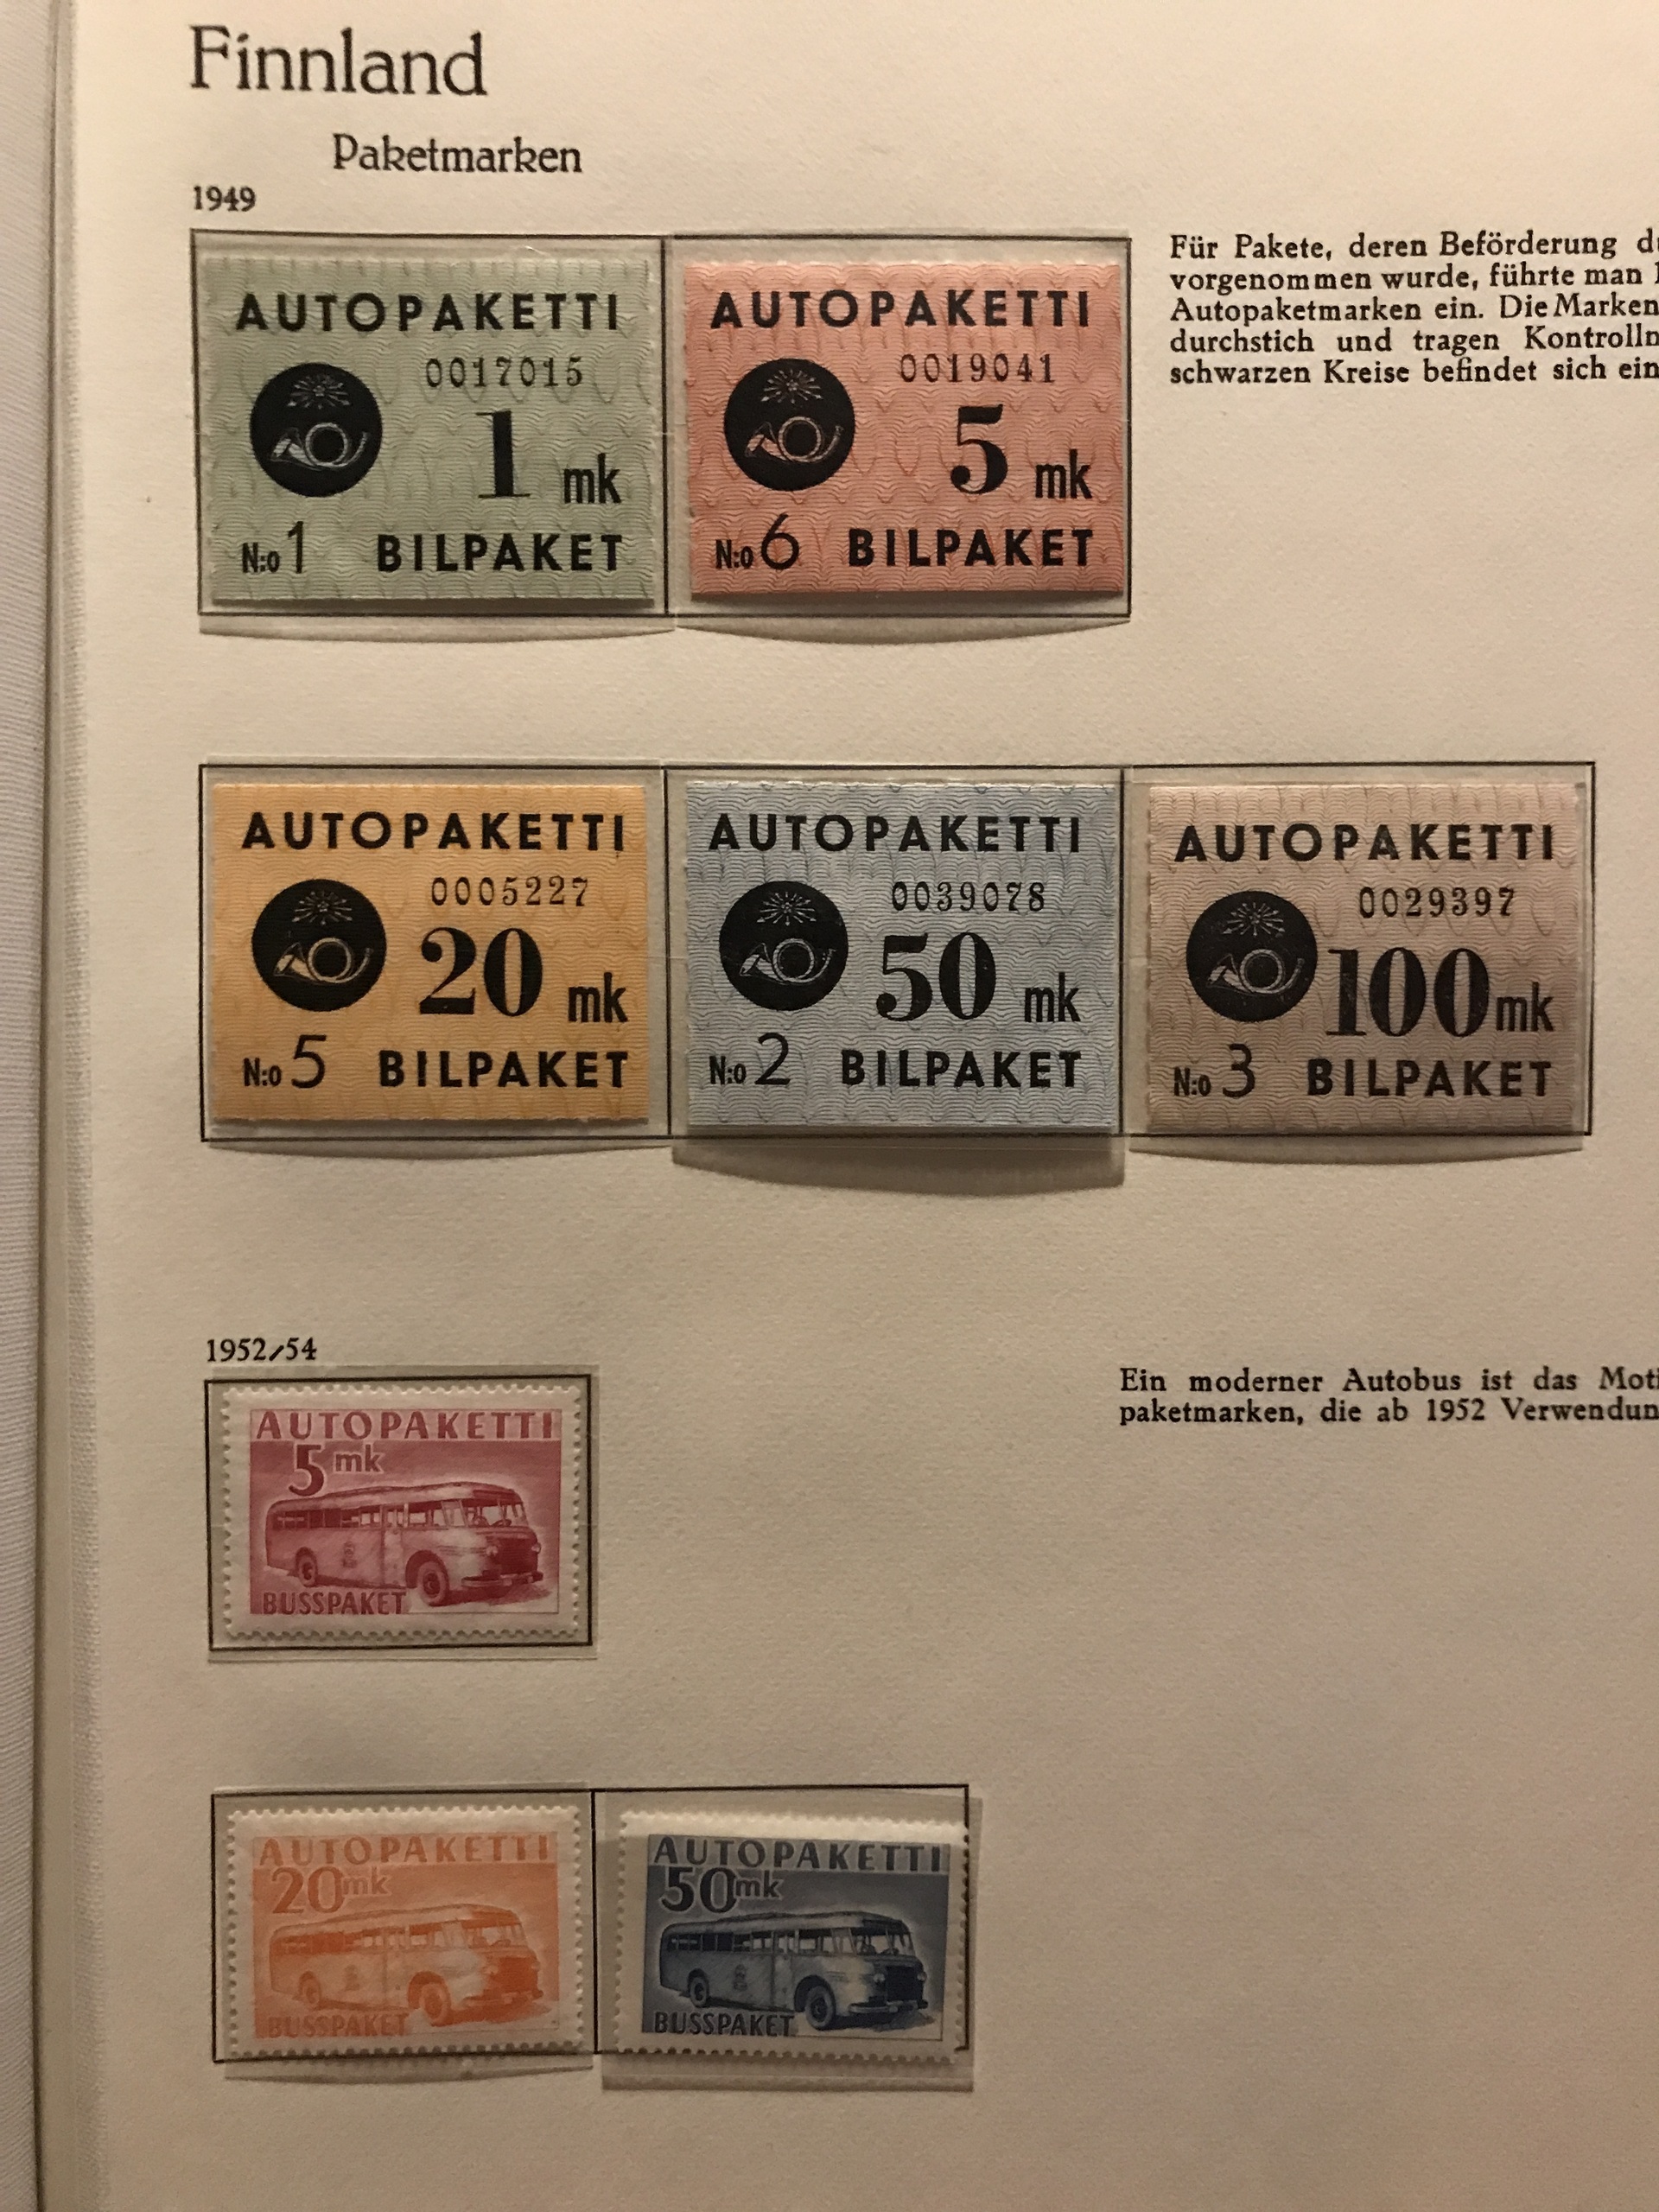 Finnland
Paketmarken
1949
Für Pakete, deren Beförderung
vorgenommen wurde, führte man
Autopaketmarken ein. Die Marken
durchstich und tragen
schwarzen Kreise befindet sich ein
AUTOPAKETTI
0017015
1 mk
N:o 1 BILPAKET
AUTOPAKETTI
0019041
5 mk
N:o 6 BILPAKET
AUTOPAKETTI
0005227
20 mk
N:o 5 BILPAKET
AUTOPAKETTI
0039078
50 mk
N:o 2 BILPAKET
AUTOPAKETTI
0029397
100 mk
N:o 3 BILPAKET
1952/54
Ein moderner Autobus ist das
paketmarken, die ab 1952
AUTOPAKETTI
5 mk
BUSSPAKET
AUTOPAKETTI
20 mk
BUSSPAKET
AUTOPAKETTI
50 mk
BUSSPAKET